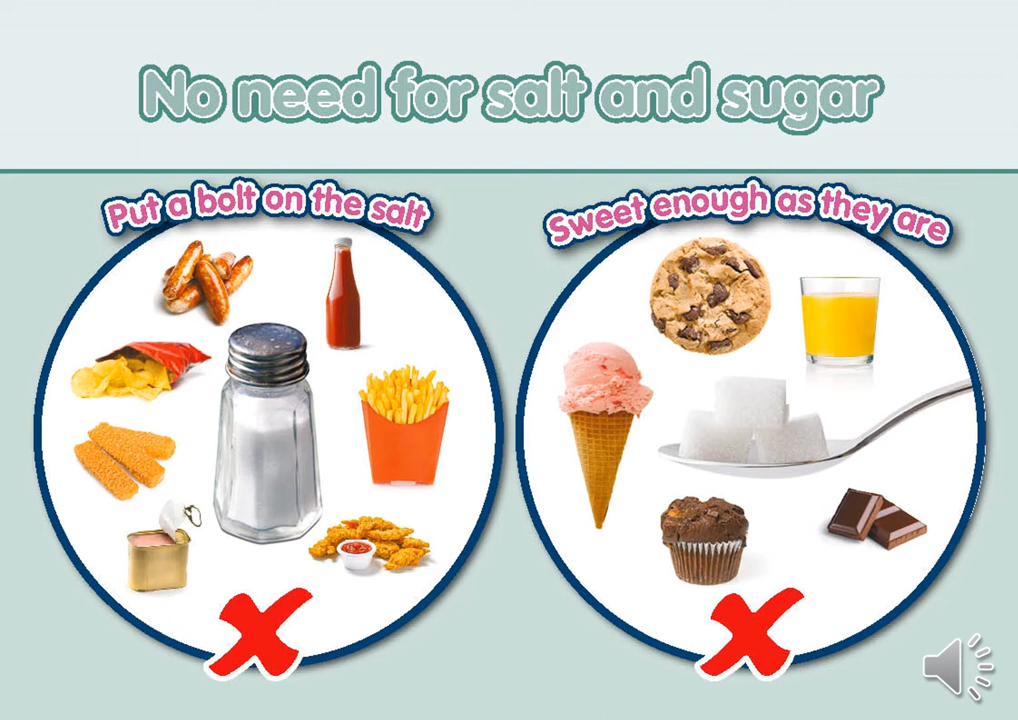 No need for salt and sugar
Put a bolt on the salt
Sweet enough as they are